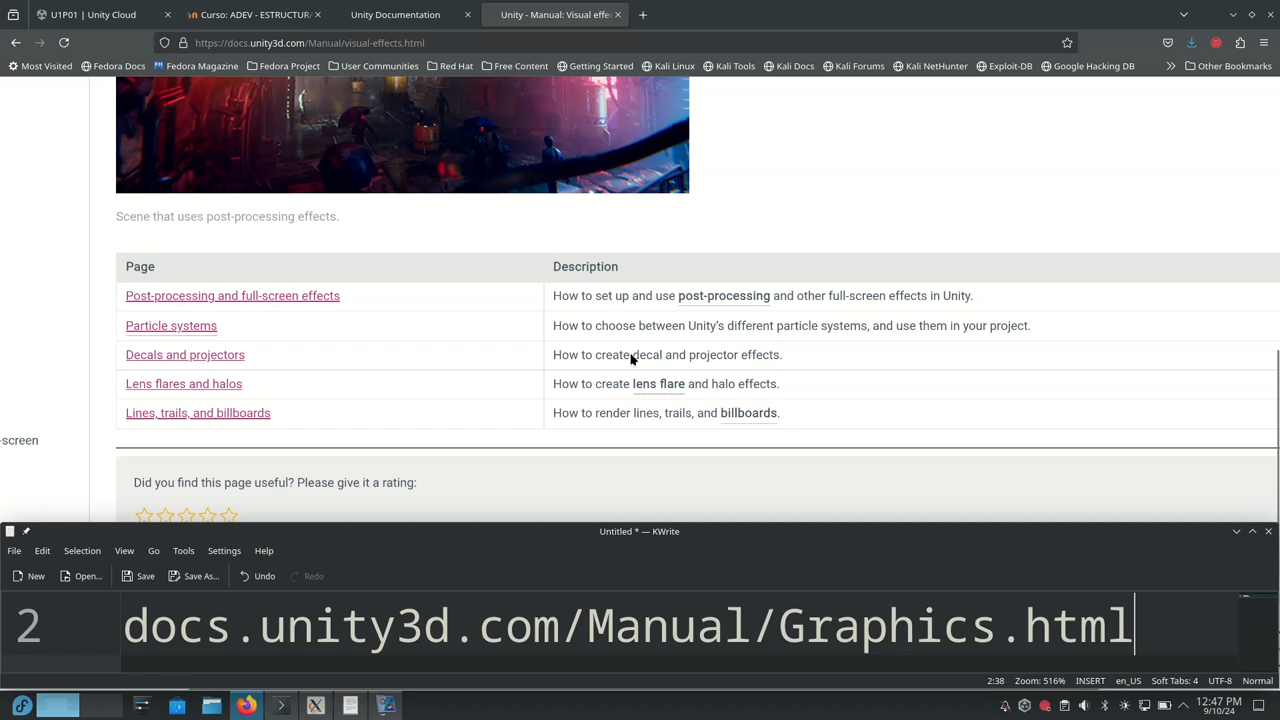 U1P01 | Unity Cloud
Curso: ADEV - ESTRUCTURA
Unity Documentation
Unity - Manual: Visual effe
https://docs.unity3d.com/Manual/visual-effects.html
Most Visited
Fedora Docs
Fedora Magazine
Fedora Project
User Communities
Red Hat
Free Content
Getting Started
Kali Linux
Kali Tools
Kali Docs
Kali Forums
Kali NetHunter
Exploit-DB
Google Hacking DB
Other Bookmarks
Scene that uses post-processing effects.
Page Description
Post-processing and full-screen effects How to set up and use post-processing and other full-screen effects in Unity.
Particle systems How to choose between Unity's different particle systems, and use them in your project.
Decals and projectors How to create decal and projector effects.
Lens flares and halos How to create lens flare and halo effects.
Lines, trails, and billboards How to render lines, trails, and billboards.
-screen
Did you find this page useful? Please give it a rating:
Untitled * — KWrite
File Edit Selection View Go Tools Settings Help
New Open... Save Save As... Undo Redo
2 docs.unity3d.com/Manual/Graphics.html
2:38 Zoom: 516% INSERT en_US Soft Tabs: 4 UTF-8 Normal
12:47 PM
9/10/24